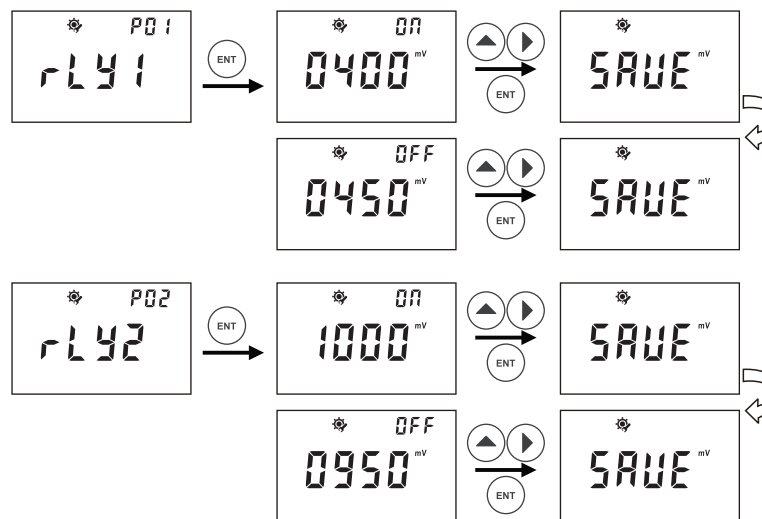 P01
rLY1
ENT
ON
0400 mV
ENT
SAVE mV
OFF
0450 mV
ENT
SAVE mV
P02
rLY2
ENT
ON
1000 mV
ENT
SAVE mV
OFF
0950 mV
ENT
SAVE mV